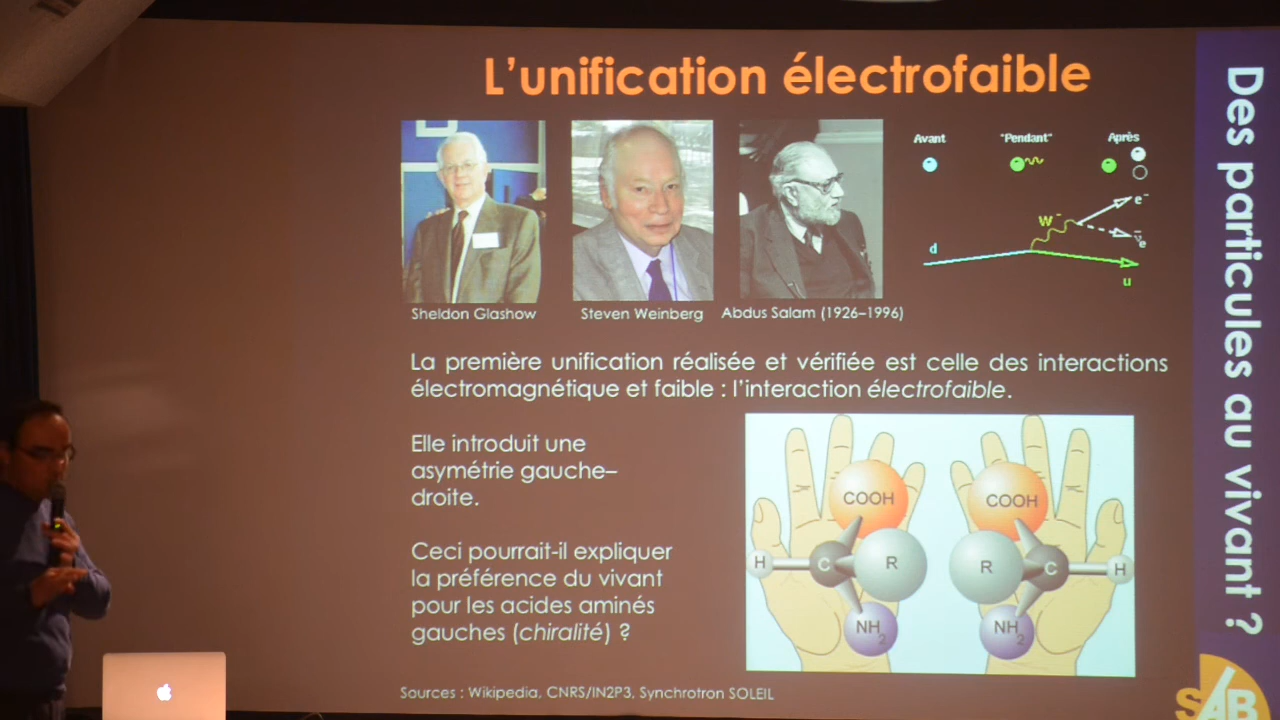 L'unification électrofaible
Sheldon Glashow
Steven Weinberg
Abdus Salam (1926–1996)
Avant
"Pendant"
Après
d
W-
e-
νe
u
La première unification réalisée et vérifiée est celle des interactions
électromagnétique et faible : l'interaction électrofaible.
Elle introduit une
asymétrie gauche–
droite.
Ceci pourrait-il expliquer
la préférence du vivant
pour les acides aminés
gauches (chiralité) ?
COOH
H
C
R
NH2
COOH
R
C
H
NH2
Sources : Wikipedia, CNRS/IN2P3, Synchrotron SOLEIL
Des particules au vivant ?
SAB